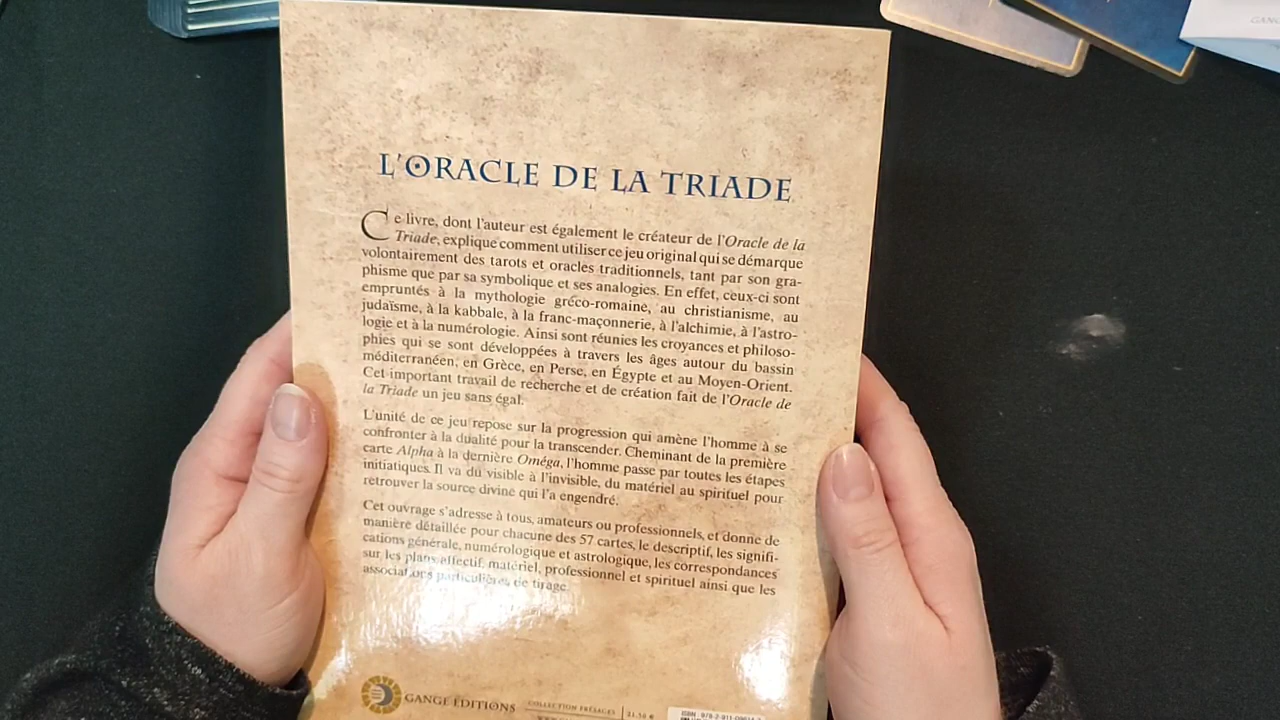 L'ORACLE DE LA TRIADE
Ce livre, dont l'auteur est également le créateur de l'Oracle de la
Triade, explique comment utiliser ce jeu original qui se démarque
volontairement des tarots et oracles traditionnels, tant par son gra-
phisme que par sa symbolique et ses analogies. En effet, ceux-ci sont
empruntés à la mythologie gréco-romaine, au christianisme, au
judaïsme, à la kabbale, à la franc-maçonnerie, à l'alchimie, à l'astro-
logie et à la numérologie. Ainsi sont réunies les croyances et philoso-
phies qui se sont développées à travers les âges autour du bassin
méditerranéen, en Grèce, en Perse, en Égypte et au Moyen-Orient.
Cet important travail de recherche et de création fait de l'Oracle de
la Triade un jeu sans égal.
L'unité de ce jeu repose sur la progression qui amène l'homme à se
confronter à la dualité pour la transcender. Cheminant de la première
carte Alpha à la dernière Oméga, l'homme passe par toutes les étapes
initiatiques. Il va du visible à l'invisible, du matériel au spirituel pour
retrouver la source divine qui l'a engendré.
Cet ouvrage s'adresse à tous, amateurs ou professionnels, et donne de
manière détaillée pour chacune des 57 cartes, le descriptif, les signifi-
cations générale, numérologique et astrologique, les correspondances
sur les plans affectif, matériel, professionnel et spirituel ainsi que les
associations particulières de tirage.
GANGE ÉDITIONS
COLLECTION PRÉSAGES
ISBN